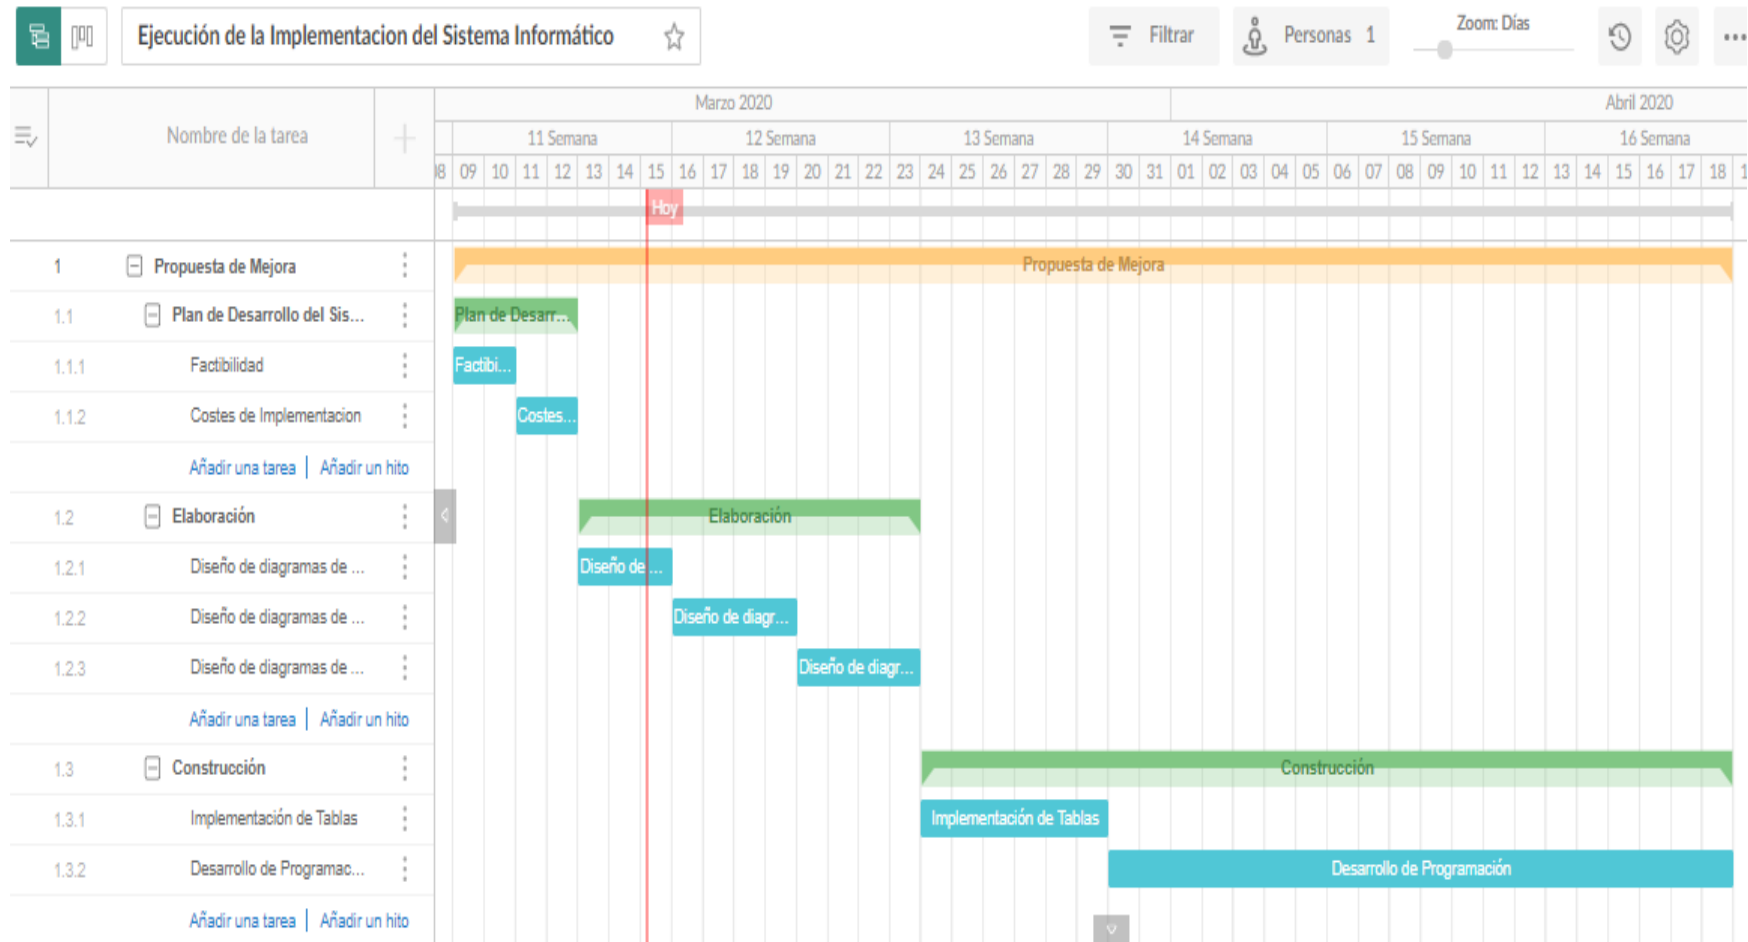 Ejecución de la Implementacion del Sistema Informático
Filtrar
Personas 1
Zoom: Días
Nombre de la tarea
Marzo 2020
Abril 2020
11 Semana
12 Semana
13 Semana
14 Semana
15 Semana
16 Semana
09 10 11 12 13 14 15 16 17 18 19 20 21 22 23 24 25 26 27 28 29 30 31 01 02 03 04 05 06 07 08 09 10 11 12 13 14 15 16 17 18
Hoy
1 Propuesta de Mejora
Propuesta de Mejora
1.1 Plan de Desarrollo del Sis...
Plan de Desarr...
1.1.1 Factibilidad
Factibi...
1.1.2 Costes de Implementacion
Costes...
Añadir una tarea | Añadir un hito
1.2 Elaboración
Elaboración
1.2.1 Diseño de diagramas de ...
Diseño de ...
1.2.2 Diseño de diagramas de ...
Diseño de diagr...
1.2.3 Diseño de diagramas de ...
Diseño de diagr...
Añadir una tarea | Añadir un hito
1.3 Construcción
Construcción
1.3.1 Implementación de Tablas
Implementación de Tablas
1.3.2 Desarrollo de Programac...
Desarrollo de Programación
Añadir una tarea | Añadir un hito